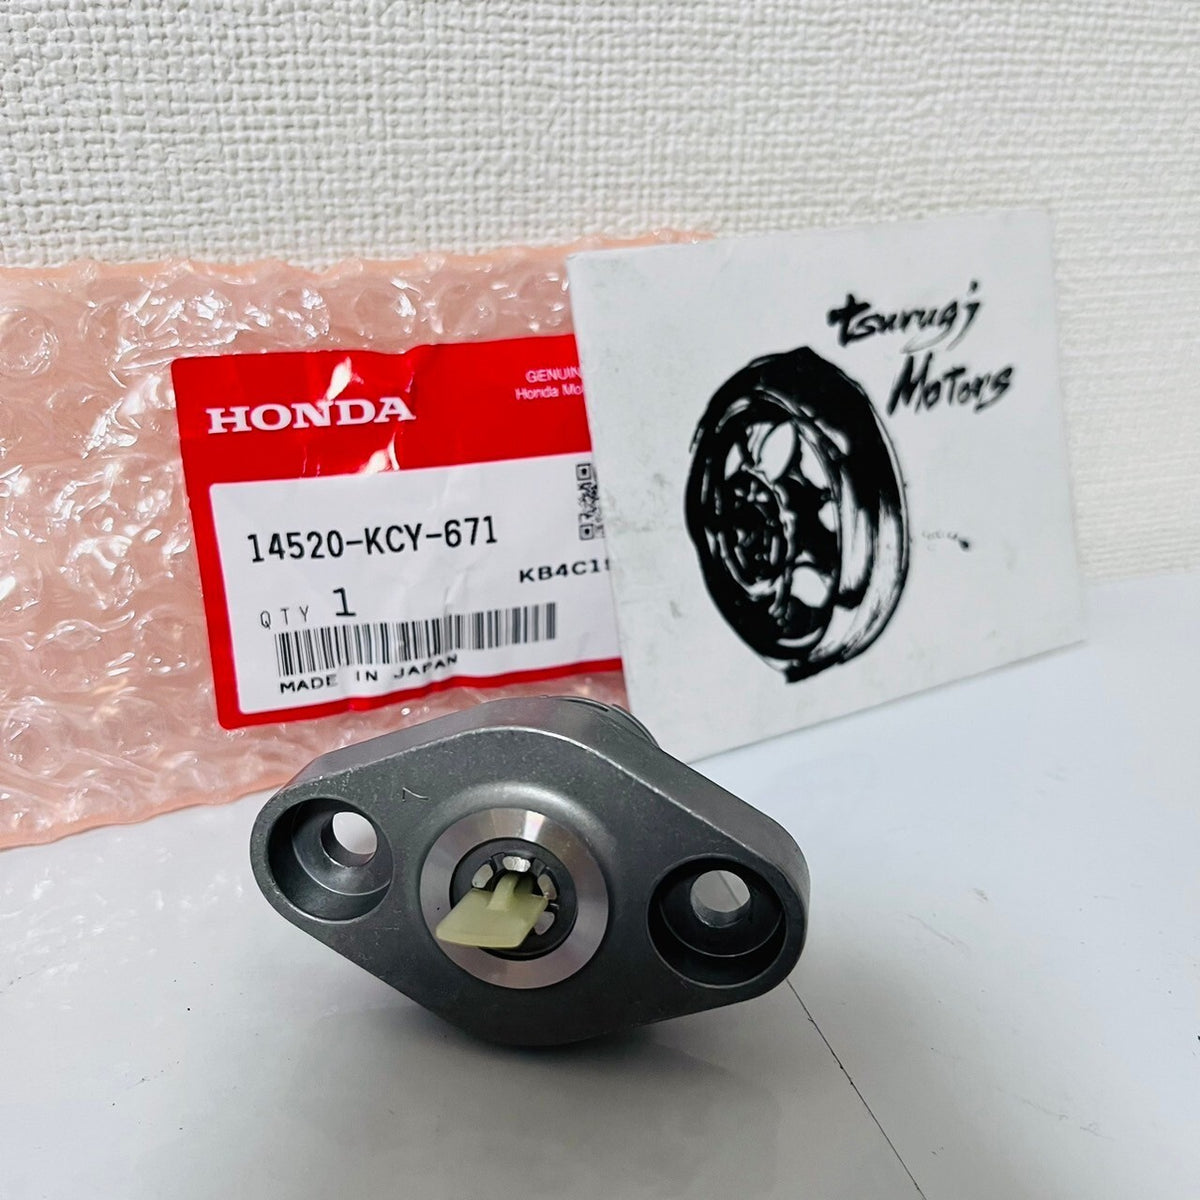 HONDA
GENUIN
Honda Mo
14520-KCY-671
KB4C1
QTY 1
MADE IN JAPAN
tsurugi
MOTORS